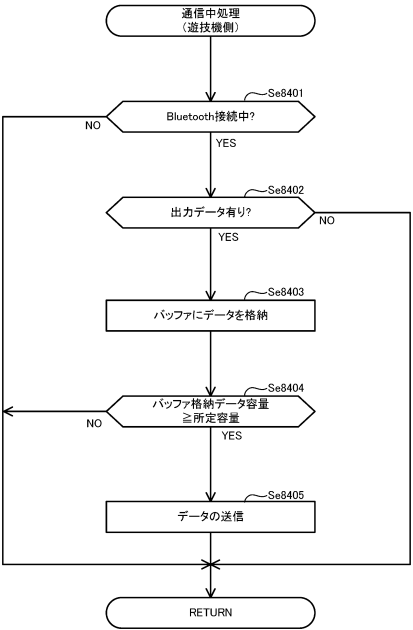 通信中処理
（遊技機側）
Se8401
Bluetooth接続中?
NO
YES
Se8402
出力データ有り?
NO
YES
Se8403
バッファにデータを格納
Se8404
バッファ格納データ容量
≧所定容量
NO
YES
Se8405
データの送信
RETURN